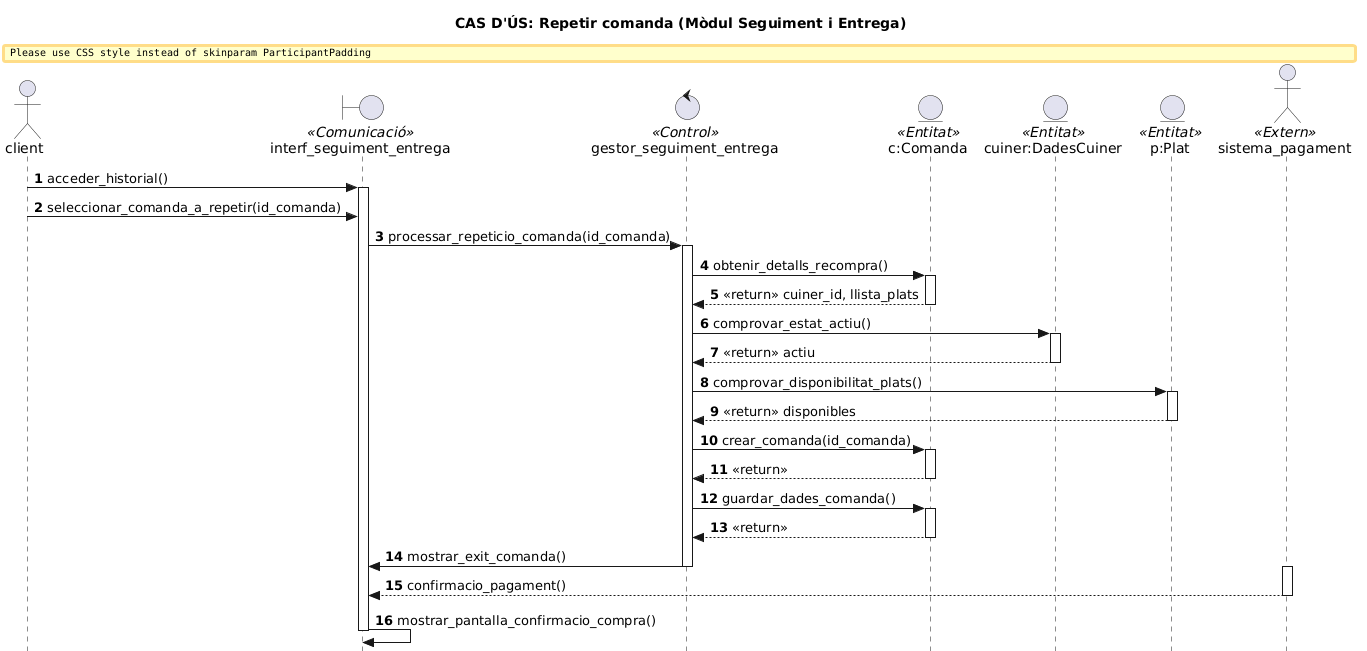 CAS D'ÚS: Repetir comanda (Mòdul Seguiment i Entrega)
Please use CSS style instead of skinparam ParticipantPadding
client
«Comunicació»
interf_seguiment_entrega
«Control»
gestor_seguiment_entrega
«Entitat»
c:Comanda
«Entitat»
cuiner:DadesCuiner
«Entitat»
p:Plat
«Extern»
sistema_pagament
1 acceder_historial()
2 seleccionar_comanda_a_repetir(id_comanda)
3 processar_repeticio_comanda(id_comanda)
4 obtenir_detalls_recompra()
5 «return» cuiner_id, llista_plats
6 comprovar_estat_actiu()
7 «return» actiu
8 comprovar_disponibilitat_plats()
9 «return» disponibles
10 crear_comanda(id_comanda)
11 «return»
12 guardar_dades_comanda()
13 «return»
14 mostrar_exit_comanda()
15 confirmacio_pagament()
16 mostrar_pantalla_confirmacio_compra()